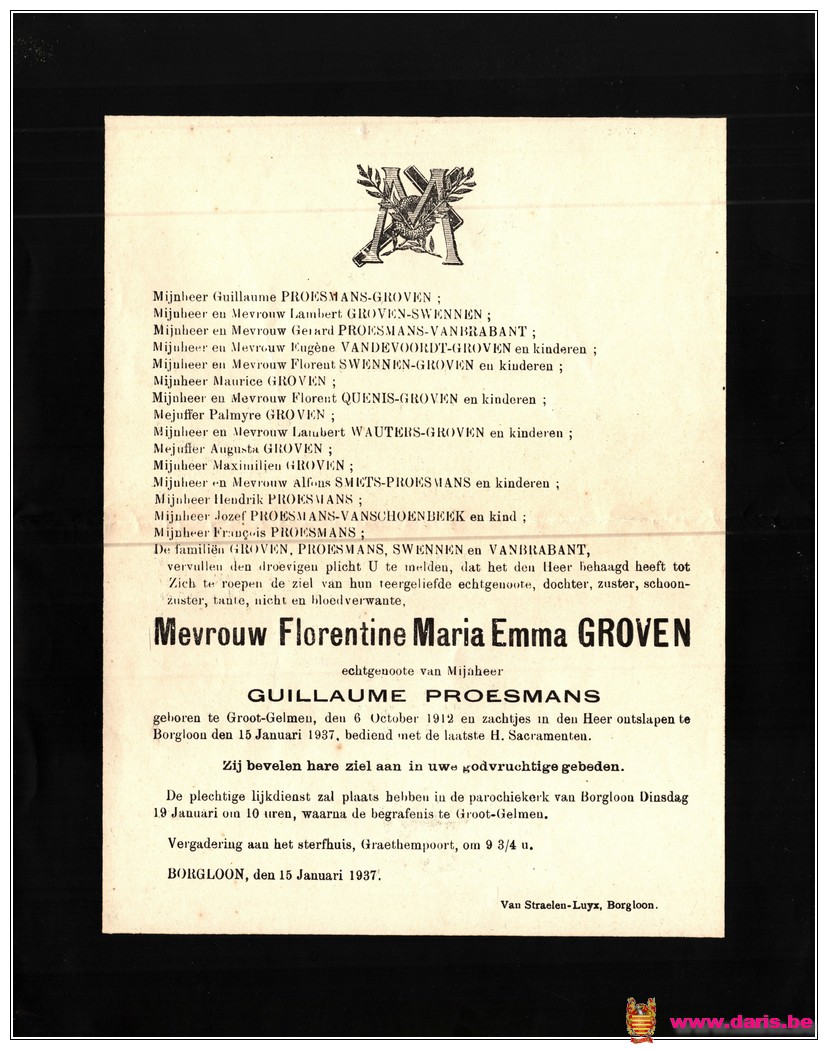 M
Mijnheer Guillaume PROESMANS-GROVEN ;
Mijnheer en Mevrouw Lambert GROVEN-SWENNEN ;
Mijnheer en Mevrouw Gerard PROESMANS-VANBRABANT ;
Mijnheer en Mevrouw Eugène VANDEVOORDT-GROVEN en kinderen ;
Mijnheer en Mevrouw Florent SWENNEN-GROVEN en kinderen ;
Mijnheer Maurice GROVEN ;
Mijnheer en Mevrouw Florent QUENIS-GROVEN en kinderen ;
Mejuffer Palmyre GROVEN ;
Mijnheer en Mevrouw Lambert WAUTERS-GROVEN en kinderen ;
Mejuffer Augusta GROVEN ;
Mijnheer Maximilien GROVEN ;
Mijnheer en Mevrouw Alfons SMETS-PROESMANS en kinderen ;
Mijnheer Hendrik PROESMANS ;
Mijnheer Jozef PROESMANS-VANSCHOENBEEK en kind ;
Mijnheer François PROESMANS ;
De familiën GROVEN, PROESMANS, SWENNEN en VANBRABANT,
vervullen den droevigen plicht U te melden, dat het den Heer behaagd heeft tot
Zich te roepen de ziel van hun teergeliefde echtgenoote, dochter, zuster, schoon-
zuster, tante, nicht en bloedverwante,
Mevrouw Florentine Maria Emma GROVEN
echtgenoote van Mijnheer
GUILLAUME PROESMANS
geboren te Groot-Gelmen, den 6 October 1912 en zachtjes in den Heer ontslapen te
Borgloon den 15 Januari 1937, bediend met de laatste H. Sacramenten.
Zij bevelen hare ziel aan in uwe godvruchtige gebeden.
De plechtige lijkdienst zal plaats hebben in de parochiekerk van Borgloon Dinsdag
19 Januari om 10 uren, waarna de begrafenis te Groot-Gelmen.
Vergadering aan het sterfhuis, Graethempoort, om 9 3/4 u.
BORGLOON, den 15 Januari 1937.
Van Straelen-Luyx, Borgloon.
www.daris.be